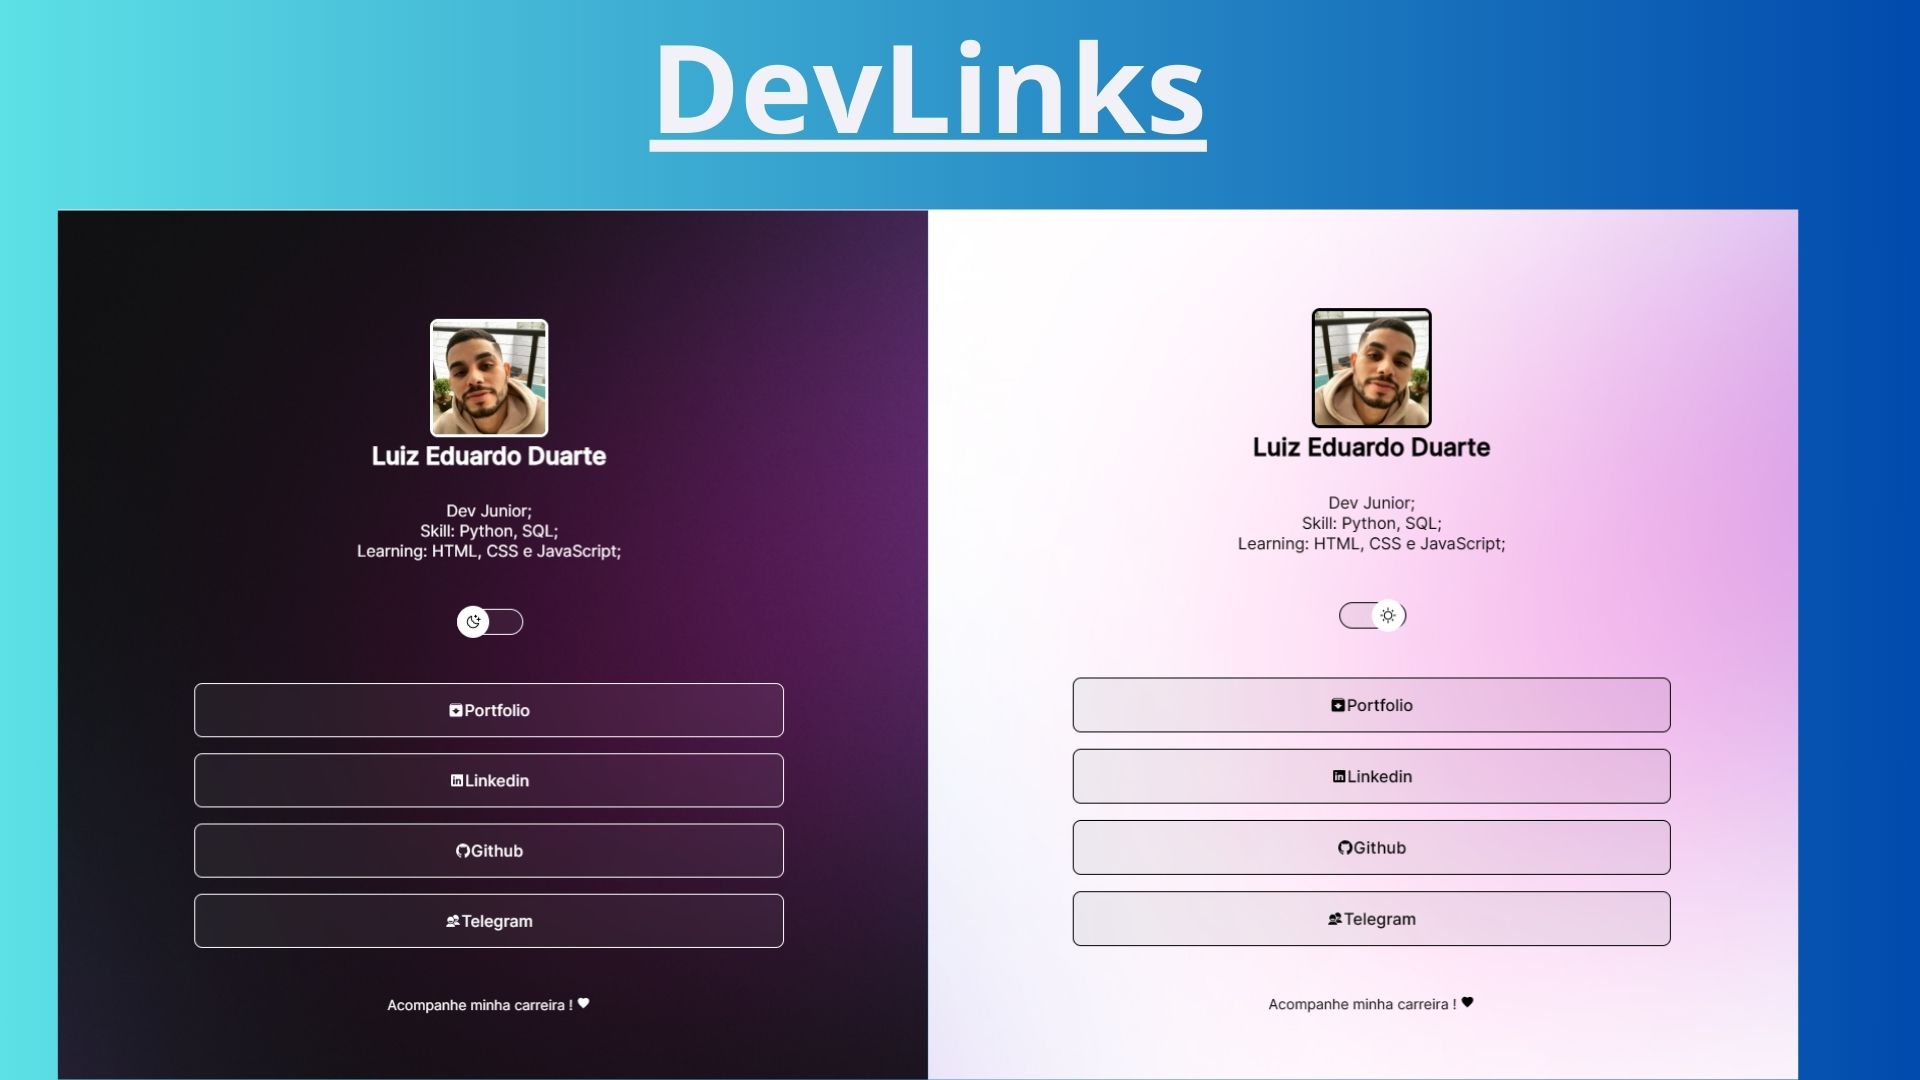 DevLinks
Luiz Eduardo Duarte
Dev Junior;
Skill: Python, SQL;
Learning: HTML, CSS e JavaScript;
Portfolio
Linkedin
Github
Telegram
Acompanhe minha carreira !
Luiz Eduardo Duarte
Dev Junior;
Skill: Python, SQL;
Learning: HTML, CSS e JavaScript;
Portfolio
Linkedin
Github
Telegram
Acompanhe minha carreira !